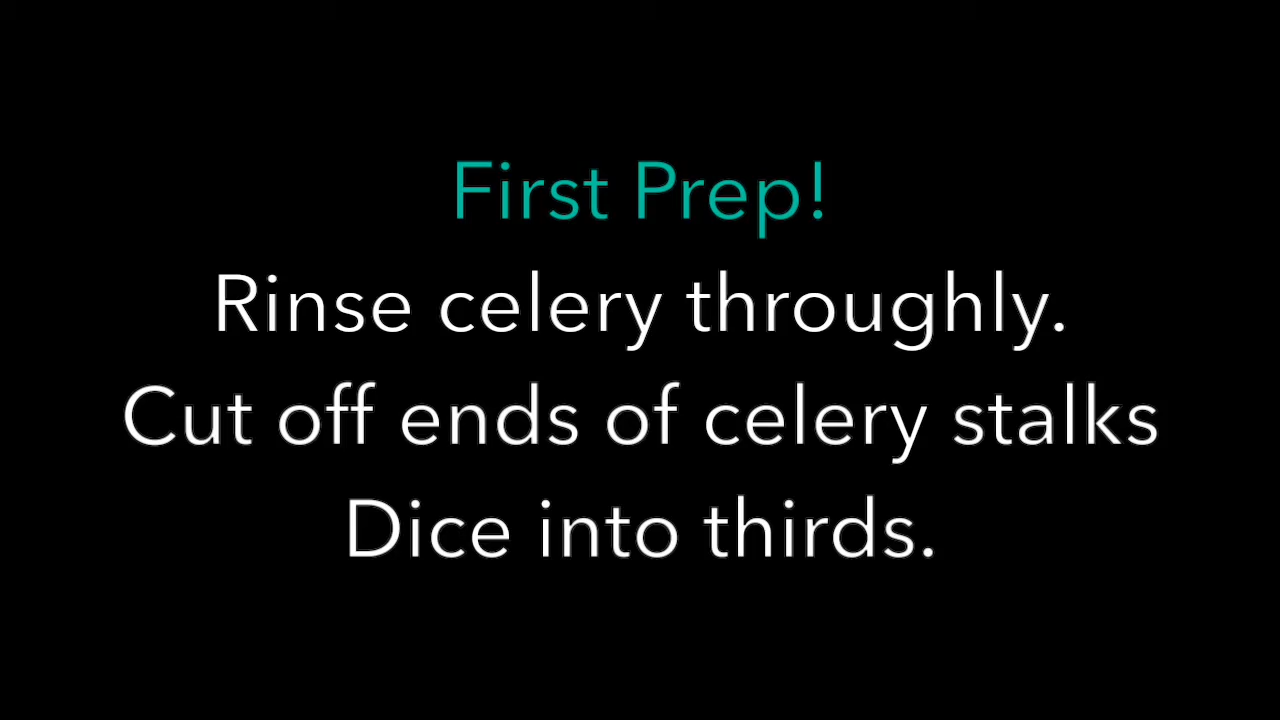 First Prep!
Rinse celery throughly.
Cut off ends of celery stalks
Dice into thirds.